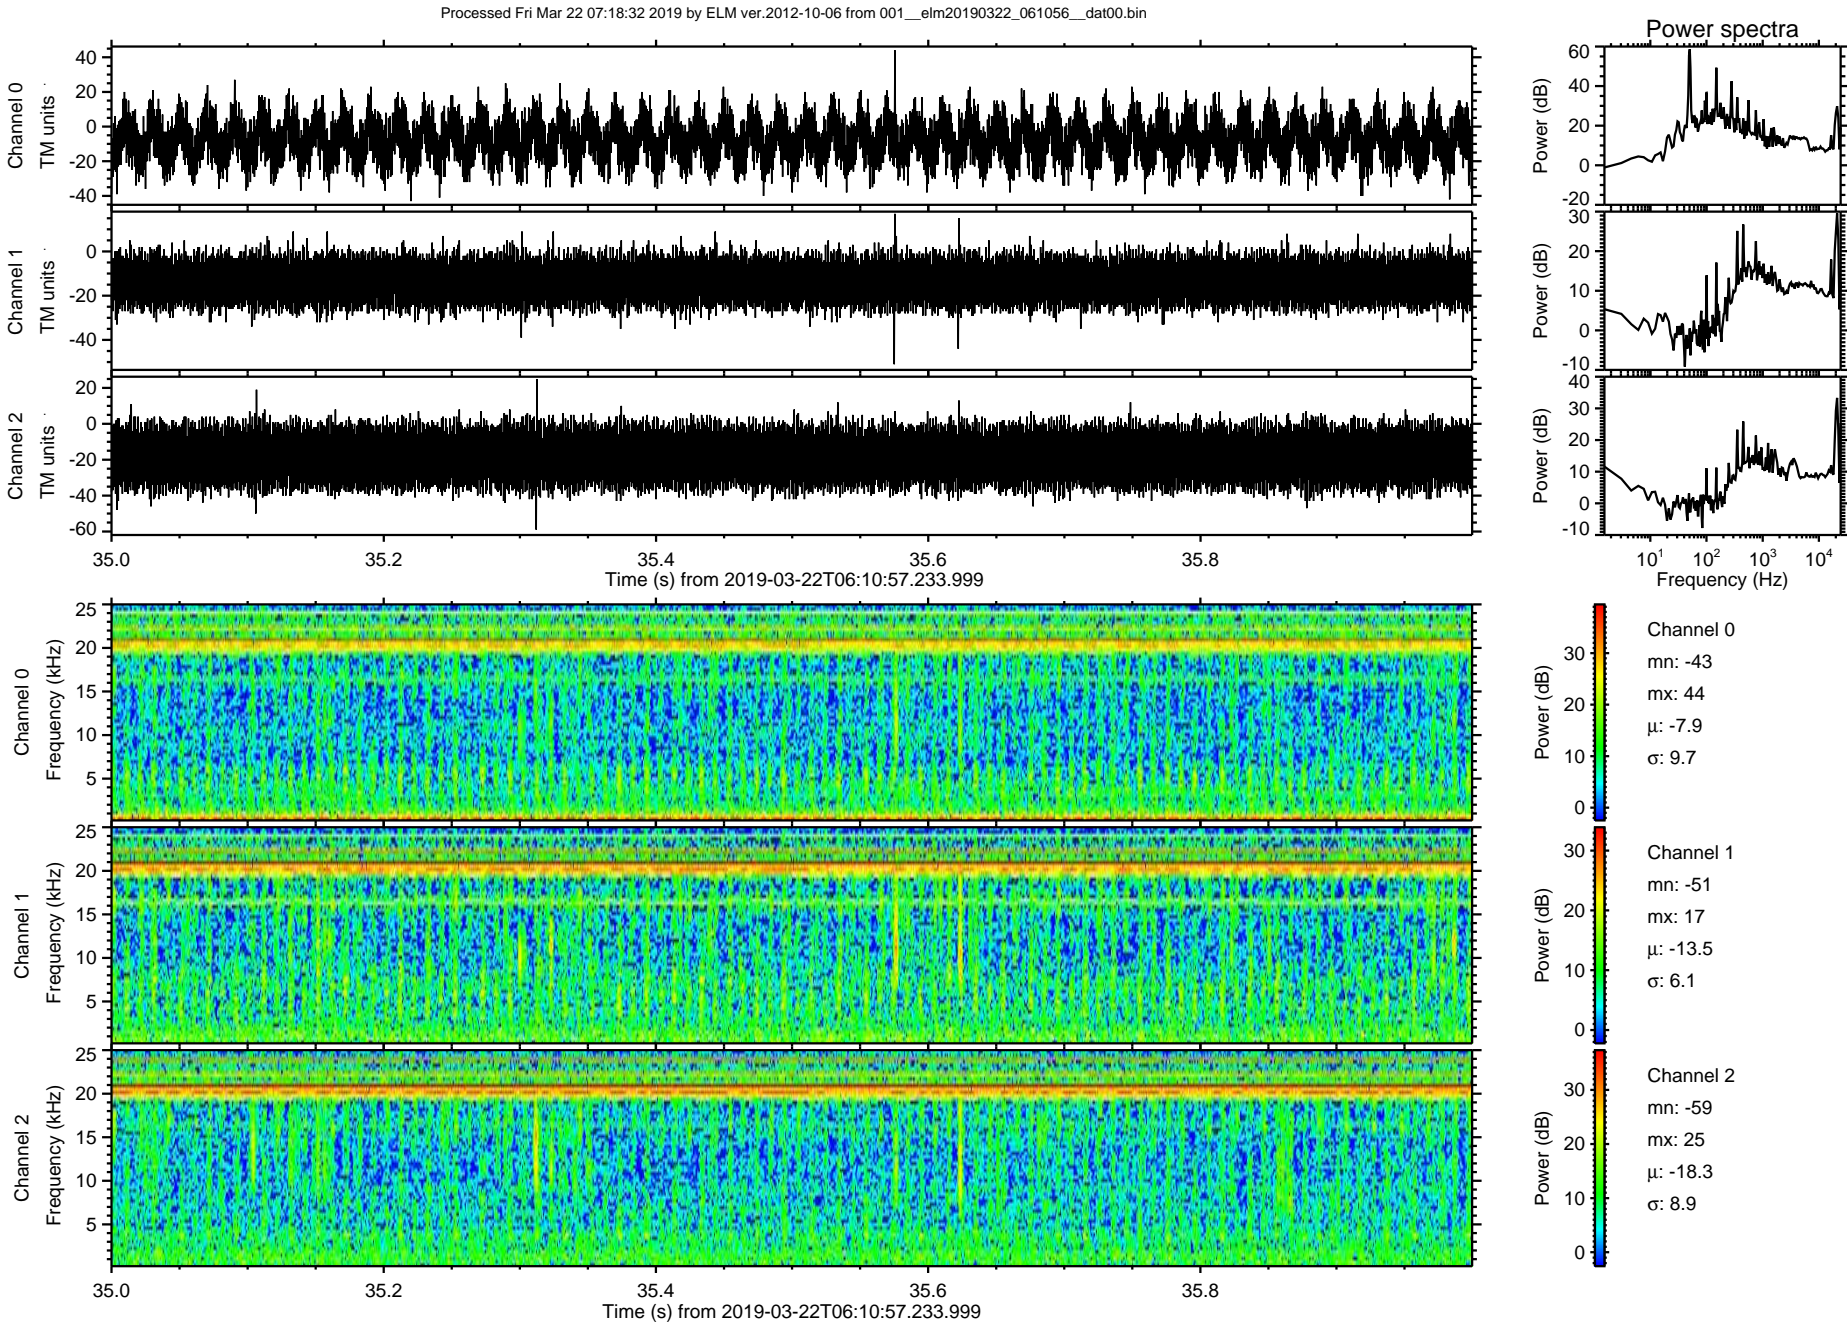 Processed Fri Mar 22 07:18:32 2019 by ELM ver.2012-10-06 from 001__elm20190322_061056__dat00.bin
Power spectra
Channel 0
TM units
40
20
0
-20
-40
Power (dB)
60
40
20
0
-20
Channel 1
TM units
0
-20
-40
Power (dB)
30
20
10
0
-10
Channel 2
TM units
20
0
-20
-40
-60
Power (dB)
40
30
20
10
0
-10
35.0 35.2 35.4 35.6 35.8
Time (s) from 2019-03-22T06:10:57.233.999
10^1 10^2 10^3 10^4
Frequency (Hz)
Channel 0
Frequency (kHz)
25
20
15
10
5
Power (dB)
30
20
10
0
Channel 0
mn: -43
mx: 44
μ: -7.9
σ: 9.7
Channel 1
Frequency (kHz)
25
20
15
10
5
Power (dB)
30
20
10
0
Channel 1
mn: -51
mx: 17
μ: -13.5
σ: 6.1
Channel 2
Frequency (kHz)
25
20
15
10
5
Power (dB)
30
20
10
0
Channel 2
mn: -59
mx: 25
μ: -18.3
σ: 8.9
35.0 35.2 35.4 35.6 35.8
Time (s) from 2019-03-22T06:10:57.233.999